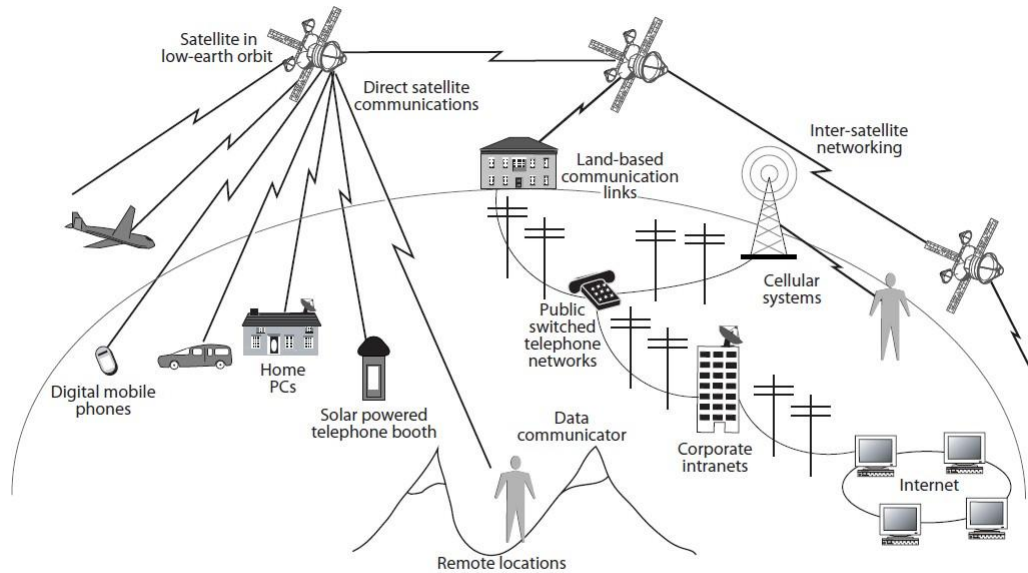 Satellite in
low-earth orbit
Direct satellite
communications
Inter-satellite
networking
Land-based
communication
links
Cellular
systems
Public
switched
telephone
networks
Digital mobile
phones
Home
PCs
Solar powered
telephone booth
Data
communicator
Corporate
intranets
Internet
Remote locations